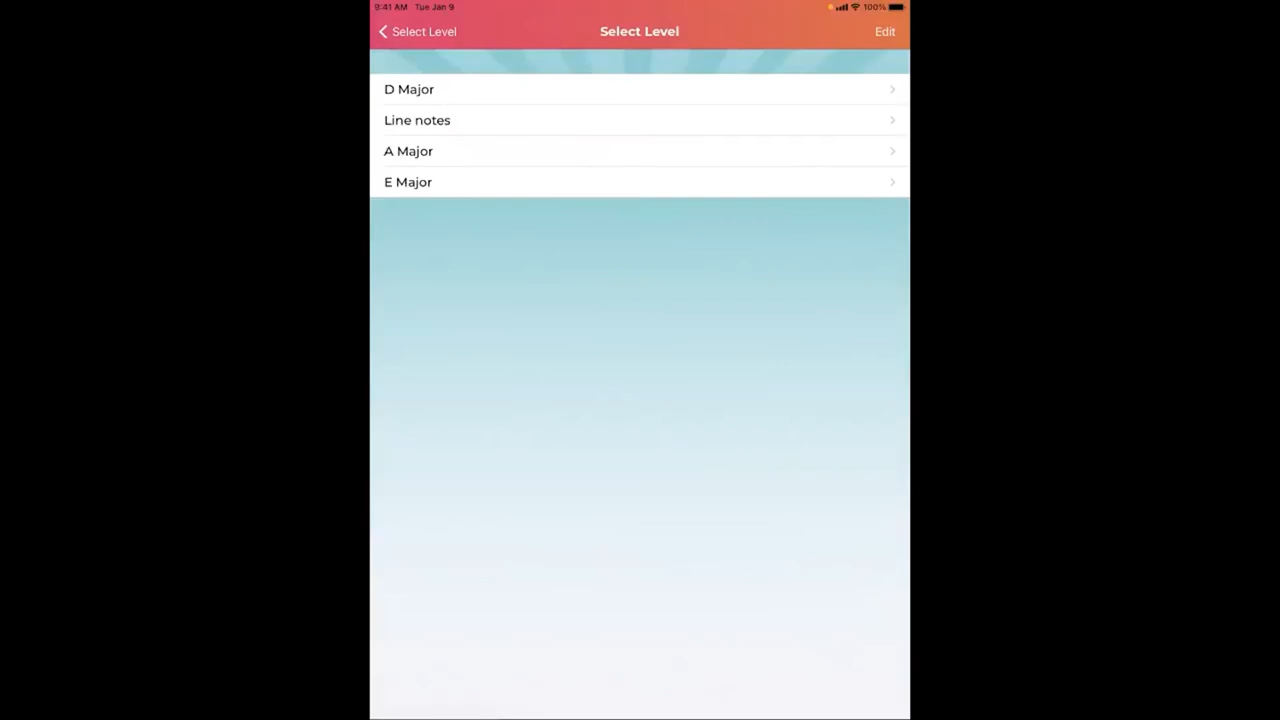 9:41 AM Tue Jan 9 100%
Select Level Select Level Edit
D Major
Line notes
A Major
E Major